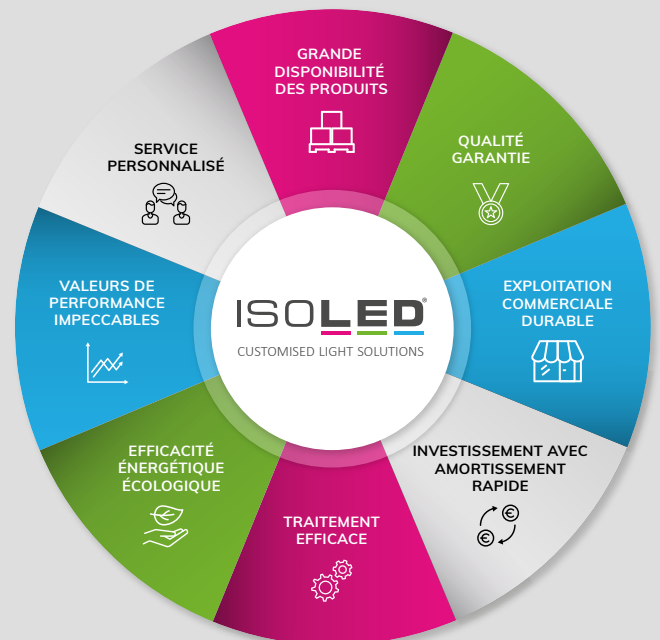 GRANDE
DISPONIBILITÉ
DES PRODUITS
QUALITÉ
GARANTIE
EXPLOITATION
COMMERCIALE
DURABLE
INVESTISSEMENT AVEC
AMORTISSEMENT
RAPIDE
TRAITEMENT
EFFICACE
EFFICACITÉ
ÉNERGÉTIQUE
ÉCOLOGIQUE
VALEURS DE
PERFORMANCE
IMPECCABLES
SERVICE
PERSONNALISÉ
ISOLED®
CUSTOMISED LIGHT SOLUTIONS